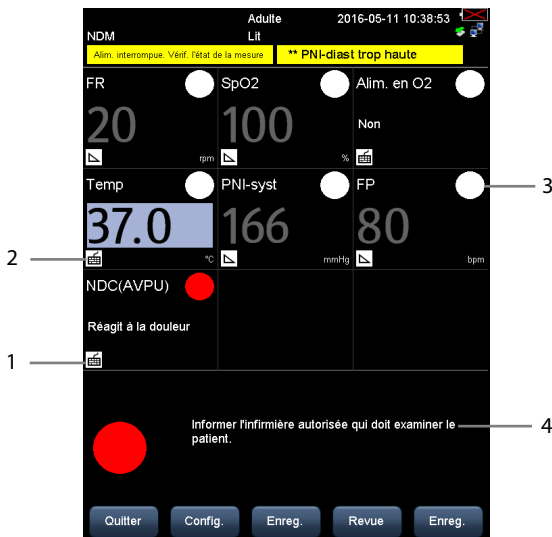 Adulte 2016-05-11 10:38:53
NDM Lit
Alim. interrompue. Vérif. l'état de la mesure ** PNI-diast trop haute
FR SpO2 Alim. en O2
20 100 Non
rpm %
Temp PNI-syst FP 3
37.0 166 80
2 °C mmHg bpm
NDC(AVPU)
Réagit à la douleur
1
Informer l'infirmière autorisée qui doit examiner le 4
patient.
Quitter Config. Enreg. Revue Enreg.